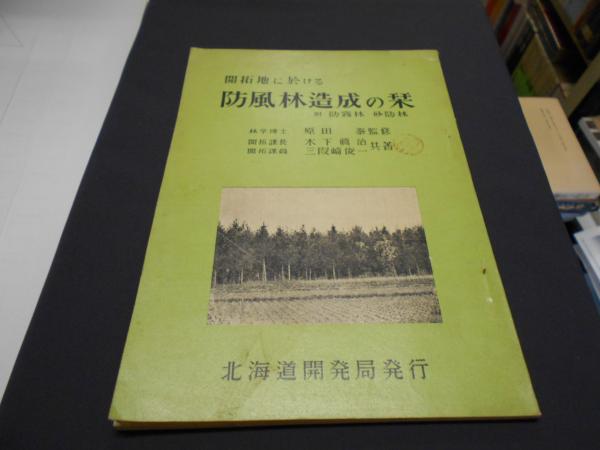 開拓地に於ける
防風林造成の栞
附 防霧林 砂防林
林学博士 原田 泰監修
開拓課長 木下眞治
開拓課員 三段崎俊一
共著
北海道開発局発行